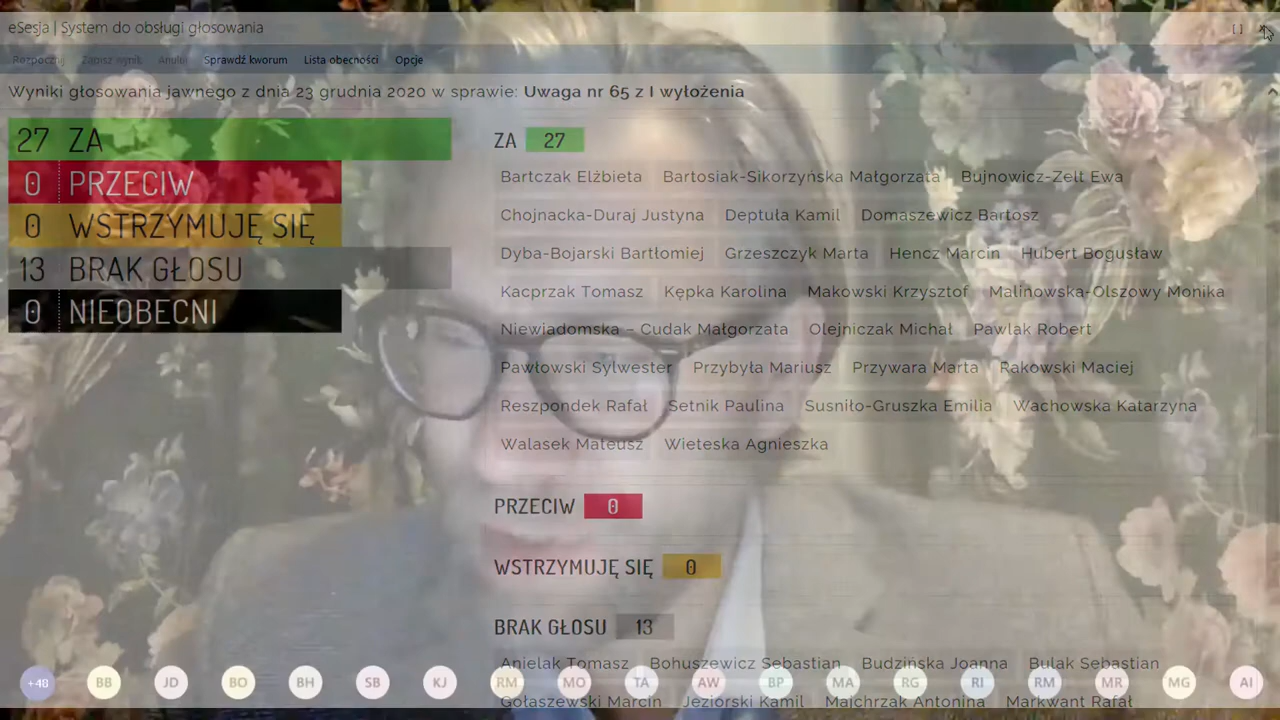 eSesja | System do obsługi głosowania
Rozpocznij Zapisz wynik Anuluj Sprawdź kworum Lista obecności Opcje
Wyniki głosowania jawnego z dnia 23 grudnia 2020 w sprawie: Uwaga nr 65 z I wyłożenia
27 ZA
0 PRZECIW
0 WSTRZYMUJĘ SIĘ
13 BRAK GŁOSU
0 NIEOBECNI
ZA 27
Bartczak Elżbieta Bartosiak-Sikorzyńska Małgorzata Bujnowicz-Zelt Ewa
Chojnacka-Duraj Justyna Deptuła Kamil Domaszewicz Bartosz
Dyba-Bojarski Bartłomiej Grzeszczyk Marta Hencz Marcin Hubert Bogusław
Kacprzak Tomasz Kępka Karolina Makowski Krzysztof Malinowska-Olszowy Monika
Niewiadomska – Cudak Małgorzata Olejniczak Michał Pawlak Robert
Pawłowski Sylwester Przybyła Mariusz Przywara Marta Rakowski Maciej
Reszpondek Rafał Setnik Paulina Susniło-Gruszka Emilia Wachowska Katarzyna
Walasek Mateusz Wieteska Agnieszka
PRZECIW 0
WSTRZYMUJĘ SIĘ 0
BRAK GŁOSU 13
Anielak Tomasz Bohuszewicz Sebastian Budzińska Joanna Bulak Sebastian
+48 BB JD BO BH SB KJ RM MO TA AW BP MA RG RI RM MR MG AI
Gołaszewski Marcin Jeziorski Kamil Majchrzak Antonina Markwant Rafał